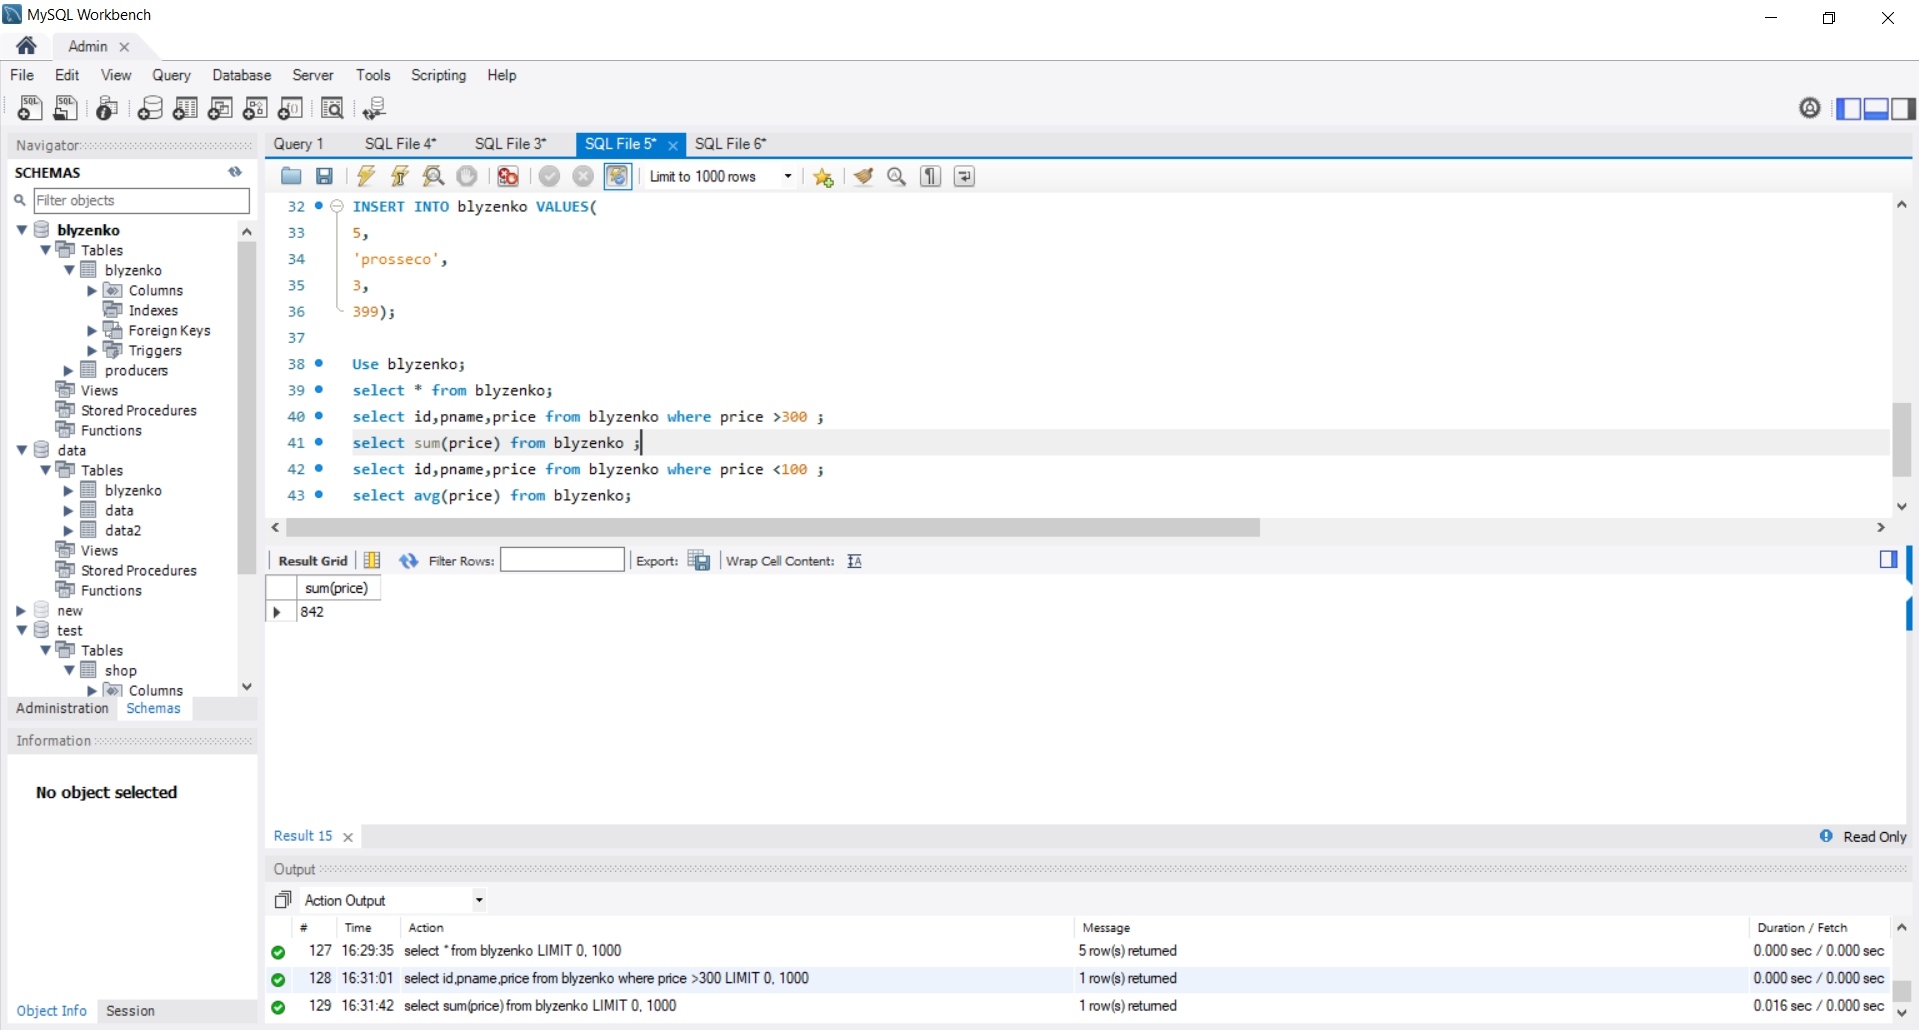 MySQL Workbench
Admin
File Edit View Query Database Server Tools Scripting Help
Navigator
SCHEMAS
Filter objects
blyzenko
Tables
blyzenko
Columns
Indexes
Foreign Keys
Triggers
producers
Views
Stored Procedures
Functions
data
Tables
blyzenko
data
data2
Views
Stored Procedures
Functions
new
test
Tables
shop
Columns
Administration Schemas
Information
No object selected
Object Info Session
Query 1 SQL File 4* SQL File 3* SQL File 5* SQL File 6*
Limit to 1000 rows
32 INSERT INTO blyzenko VALUES(
33 5,
34 'prosseco',
35 3,
36 399);
37
38 Use blyzenko;
39 select * from blyzenko;
40 select id,pname,price from blyzenko where price >300 ;
41 select sum(price) from blyzenko ;
42 select id,pname,price from blyzenko where price <100 ;
43 select avg(price) from blyzenko;
Result Grid Filter Rows: Export: Wrap Cell Content:
sum(price)
842
Result 15 Read Only
Output
Action Output
# Time Action Message Duration / Fetch
127 16:29:35 select * from blyzenko LIMIT 0, 1000 5 row(s) returned 0.000 sec / 0.000 sec
128 16:31:01 select id,pname,price from blyzenko where price >300 LIMIT 0, 1000 1 row(s) returned 0.000 sec / 0.000 sec
129 16:31:42 select sum(price) from blyzenko LIMIT 0, 1000 1 row(s) returned 0.016 sec / 0.000 sec